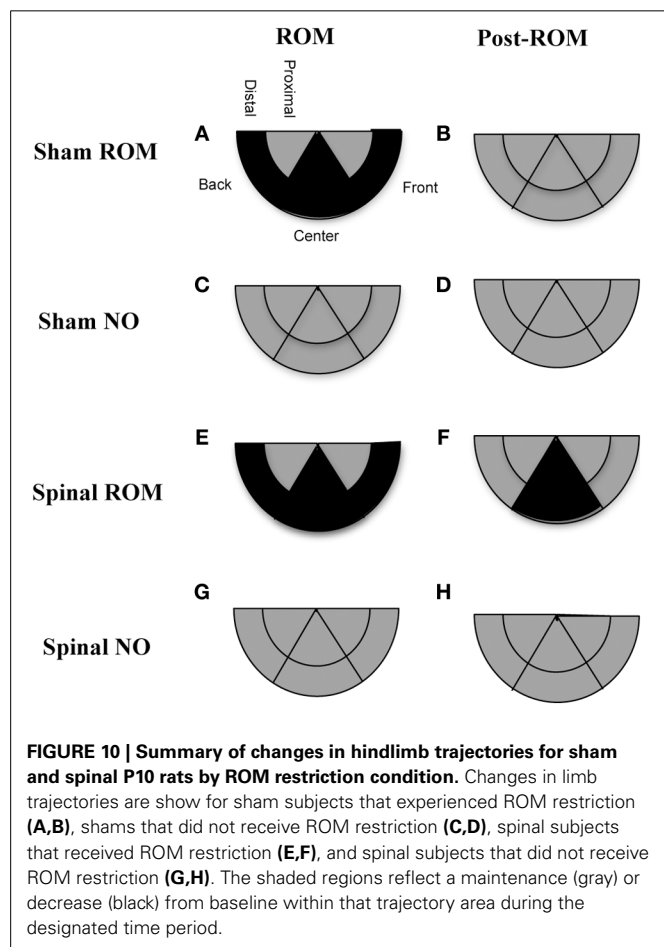 ROM
Post-ROM
Distal
Proximal
Sham ROM
A
B
Back
Front
Center
Sham NO
C
D
Spinal ROM
E
F
Spinal NO
G
H
FIGURE 10 | Summary of changes in hindlimb trajectories for sham
and spinal P10 rats by ROM restriction condition. Changes in limb
trajectories are show for sham subjects that experienced ROM restriction
(A,B), shams that did not receive ROM restriction (C,D), spinal subjects
that received ROM restriction (E,F), and spinal subjects that did not receive
ROM restriction (G,H). The shaded regions reflect a maintenance (gray) or
decrease (black) from baseline within that trajectory area during the
designated time period.